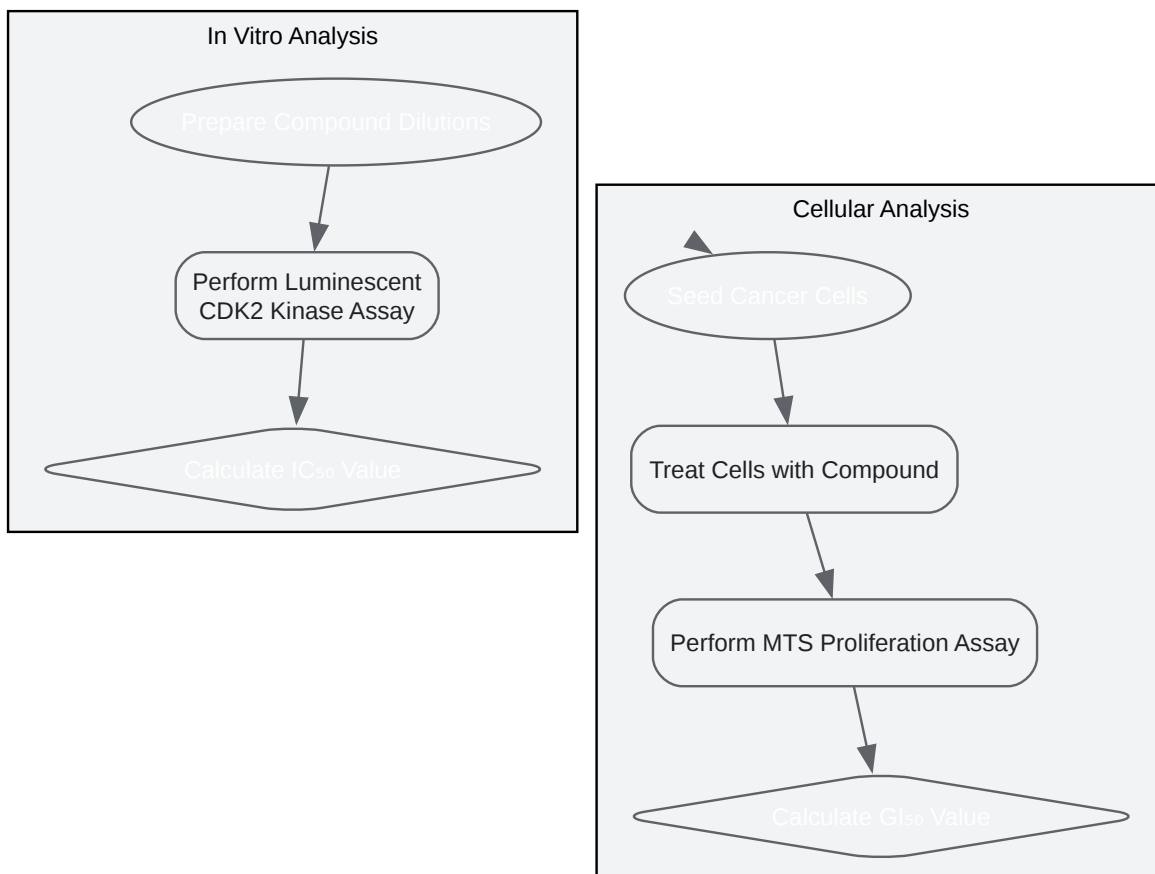 In Vitro Analysis
Prepare Compound Dilutions
Perform Luminescent
CDK2 Kinase Assay
Calculate IC₅₀ Value
Cellular Analysis
Seed Cancer Cells
Treat Cells with Compound
Perform MTS Proliferation Assay
Calculate GI₅₀ Value